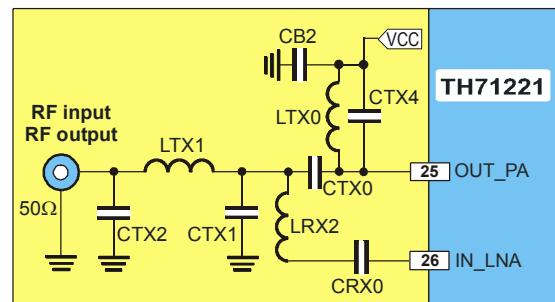 CB2
VCC
TH71221
RF input
RF output
LTX1
LTX0
CTX4
25
OUT_PA
CTX0
50Ω
CTX2
CTX1
LRX2
CRX0
26
IN_LNA